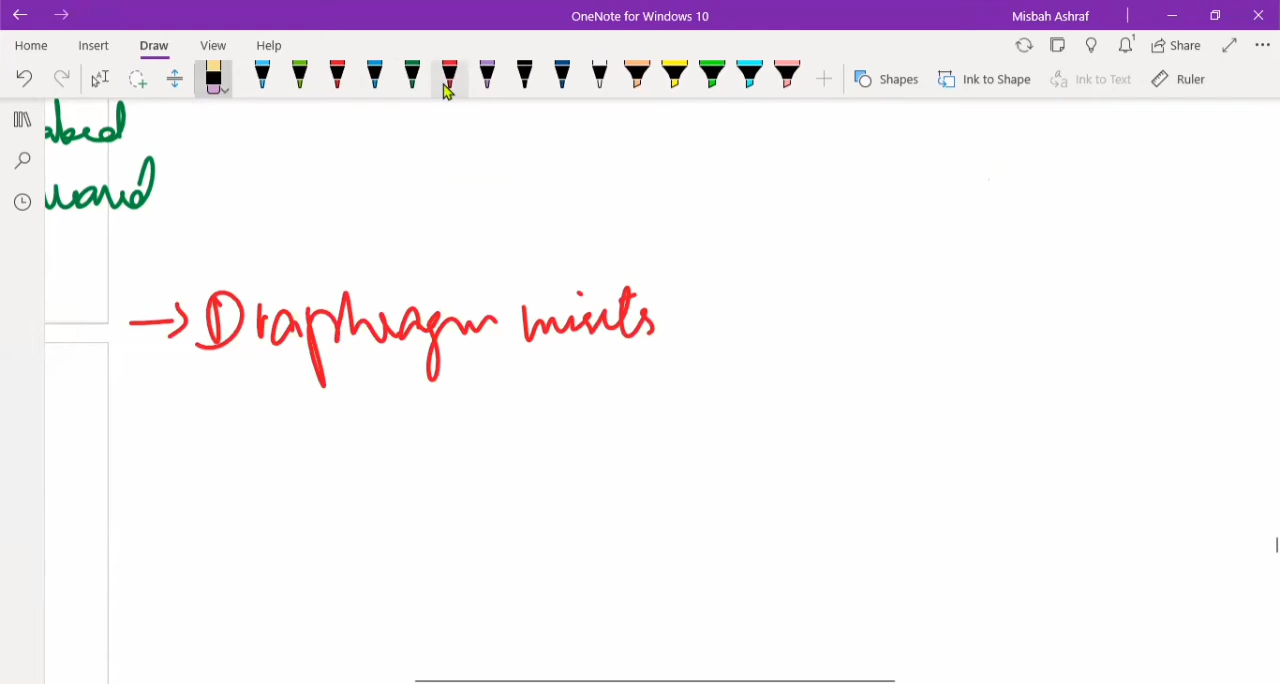 OneNote for Windows 10
Misbah Ashraf
Home Insert Draw View Help
1
Share
Shapes Ink to Shape Ink to Text Ruler
→ Diaphragm